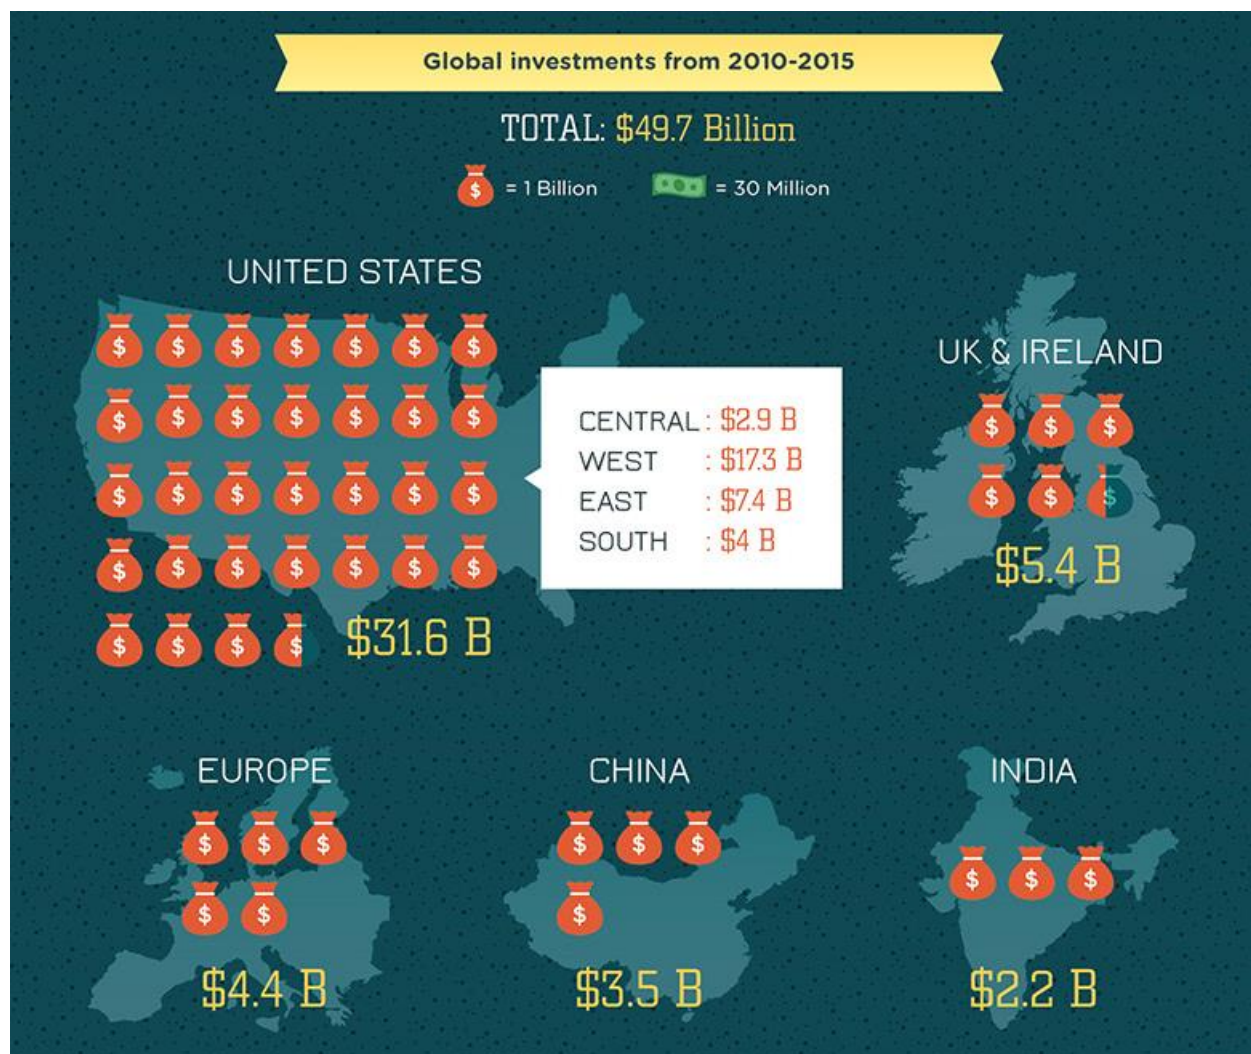 Global investments from 2010-2015
TOTAL: $49.7 Billion
$ = 1 Billion = 30 Million
UNITED STATES
$ $ $ $ $ $ $
$ $ $ $ $ $ $
$ $ $ $ $ $ $
$ $ $ $ $ $ $
$ $ $ $ $31.6 B
CENTRAL : $2.9 B
WEST : $17.3 B
EAST : $7.4 B
SOUTH : $4 B
UK & IRELAND
$ $ $
$ $ $
$5.4 B
EUROPE
$ $ $
$ $
$4.4 B
CHINA
$ $ $
$
$3.5 B
INDIA
$ $ $
$2.2 B